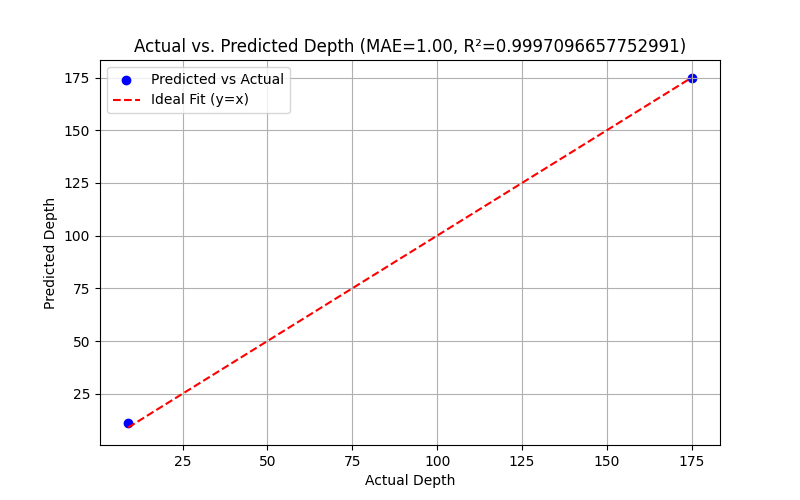 Actual vs. Predicted Depth (MAE=1.00, R²=0.9997096657752991)
Predicted vs Actual
Ideal Fit (y=x)
Predicted Depth
175
150
125
100
75
50
25
25 50 75 100 125 150 175
Actual Depth